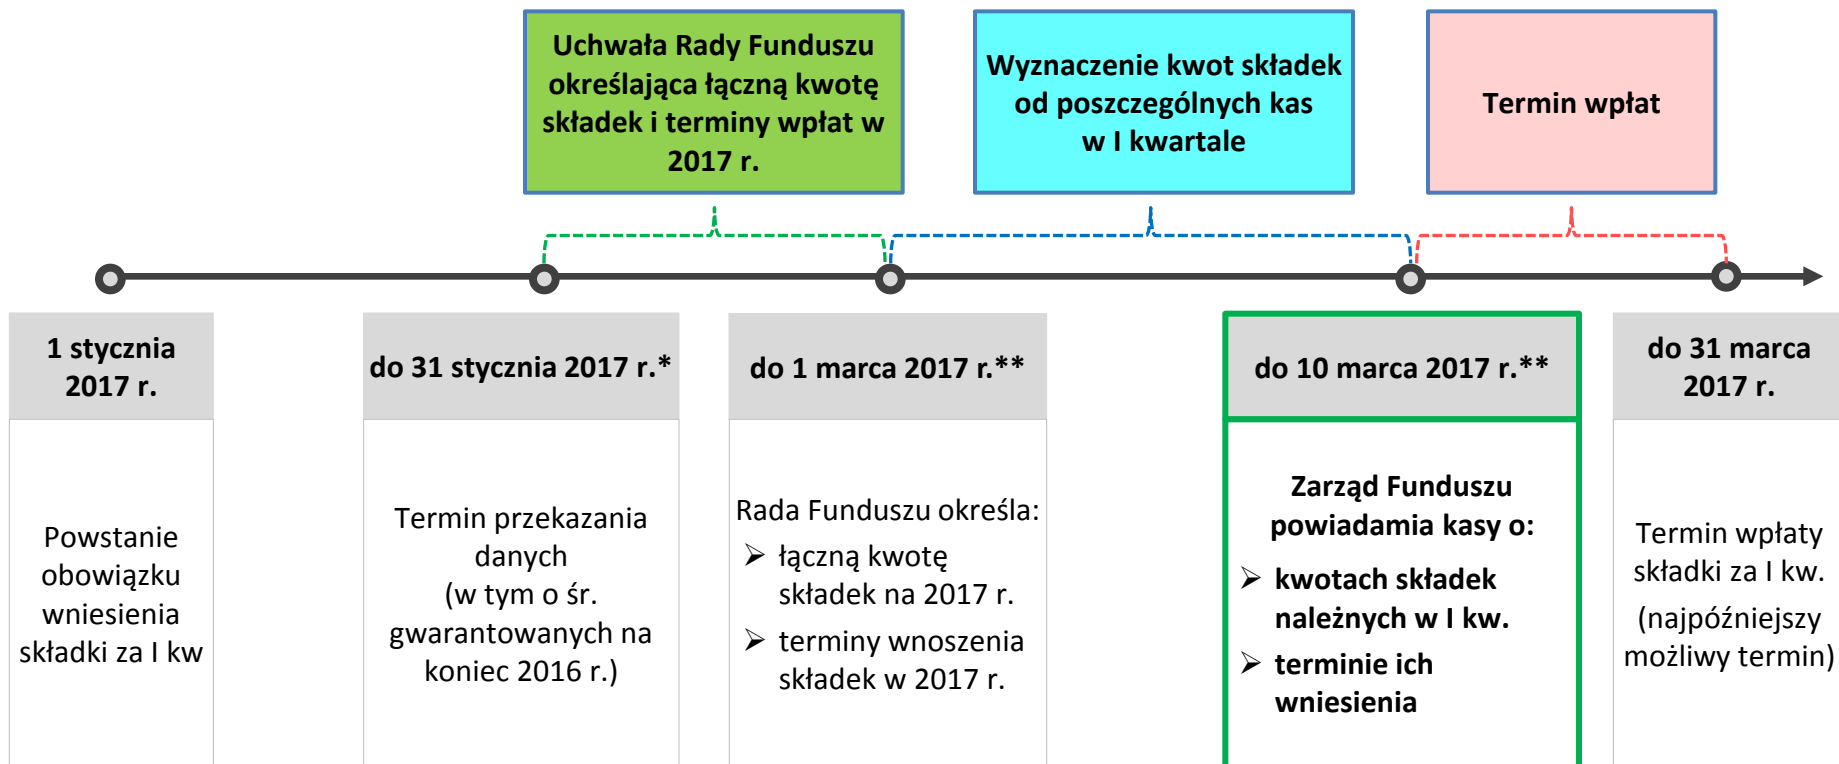 Uchwała Rady Funduszu
określająca łączną kwotę
składek i terminy wpłat w
2017 r.
Wyznaczenie kwot składek
od poszczególnych kas
w I kwartale
Termin wpłat
1 stycznia
2017 r.
Powstanie
obowiązku
wniesienia
składki za I kw
do 31 stycznia 2017 r.*
Termin przekazania
danych
(w tym o śr.
gwarantowanych na
koniec 2016 r.)
do 1 marca 2017 r.**
Rada Funduszu określa:
➢ łączną kwotę
składek na 2017 r.
➢ terminy wnoszenia
składek w 2017 r.
do 10 marca 2017 r.**
Zarząd Funduszu
powiadamia kasy o:
➢ kwotach składek
należnych w I kw.
➢ terminie ich
wniesienia
do 31 marca
2017 r.
Termin wpłaty
składki za I kw.
(najpóźniejszy
możliwy termin)